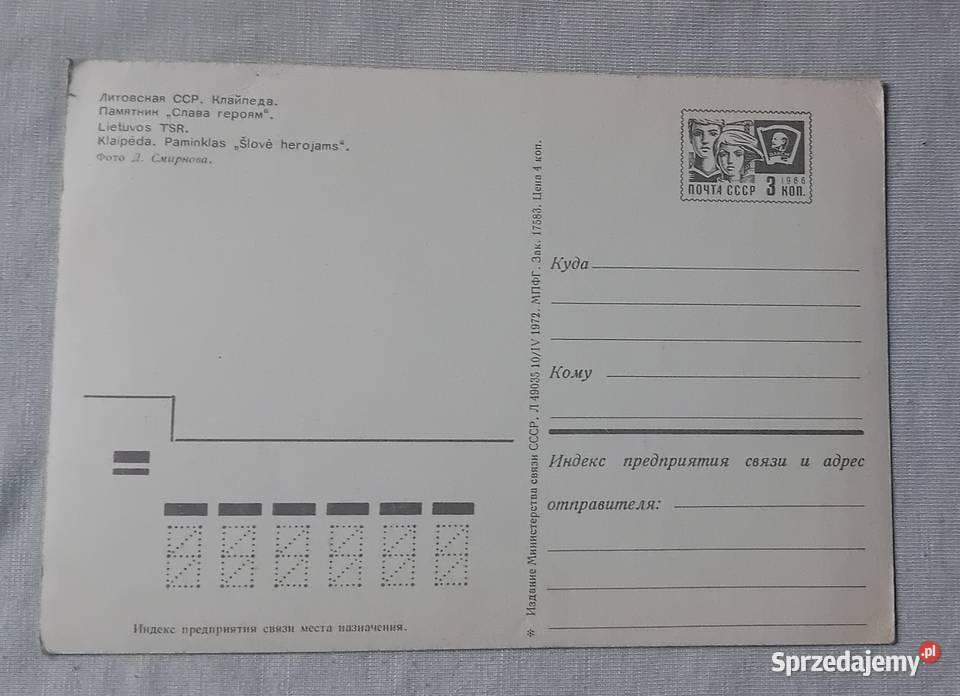 Литовская ССР. Клайпеда.
Памятник „Слава героям“.
Lietuvos TSR.
Klaipėda. Paminklas „Šlovė herojams“.
Фото Д. Смирнова.
1966
ПОЧТА СССР 3 КОП.
Куда
Кому
Индекс предприятия связи и адрес
отправителя:
* Издание Министерства связи СССР. Л 49035 10/IV 1972. МПФГ. Зак. 17583. Цена 4 коп.
Индекс предприятия связи места назначения.
Sprzedajemy.pl